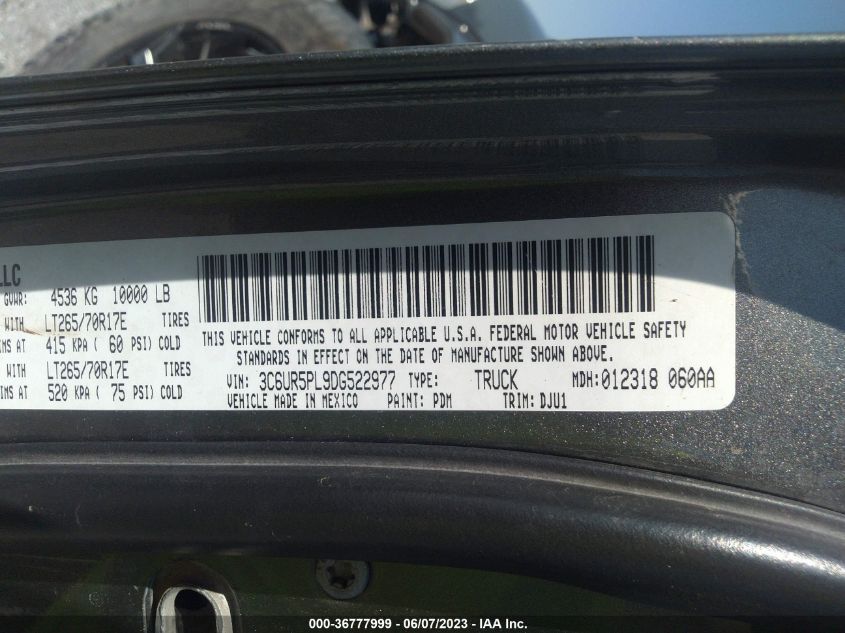 LLC
GVWR: 4536 KG 10000 LB
WITH LT265/70R17E TIRES
IMS AT 415 KPA ( 60 PSI) COLD
WITH LT265/70R17E TIRES
IMS AT 520 KPA ( 75 PSI) COLD
THIS VEHICLE CONFORMS TO ALL APPLICABLE U.S.A. FEDERAL MOTOR VEHICLE SAFETY
STANDARDS IN EFFECT ON THE DATE OF MANUFACTURE SHOWN ABOVE.
VIN: 3C6UR5PL9DG522977 TYPE: TRUCK MDH: 012318 060AA
VEHICLE MADE IN MEXICO PAINT: PDM TRIM: DJU1
000-36777999 | 06/07/2023 - © IAA Inc.